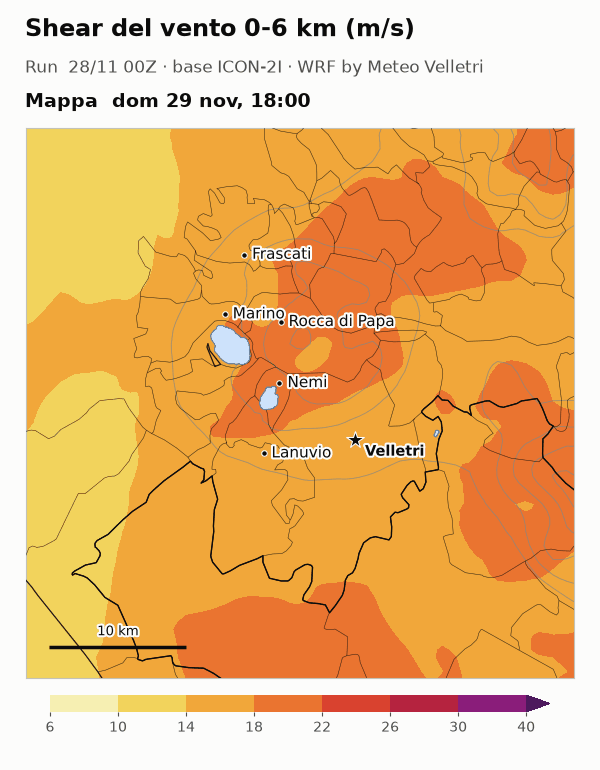 Shear del vento 0-6 km (m/s)
Run  28/11 00Z · base ICON-2I · WRF by Meteo Velletri
Mappa  dom 29 nov, 18:00
Frascati
Marino
Rocca di Papa
Nemi
Velletri
Lanuvio
10 km
6 10 14 18 22 26 30 40